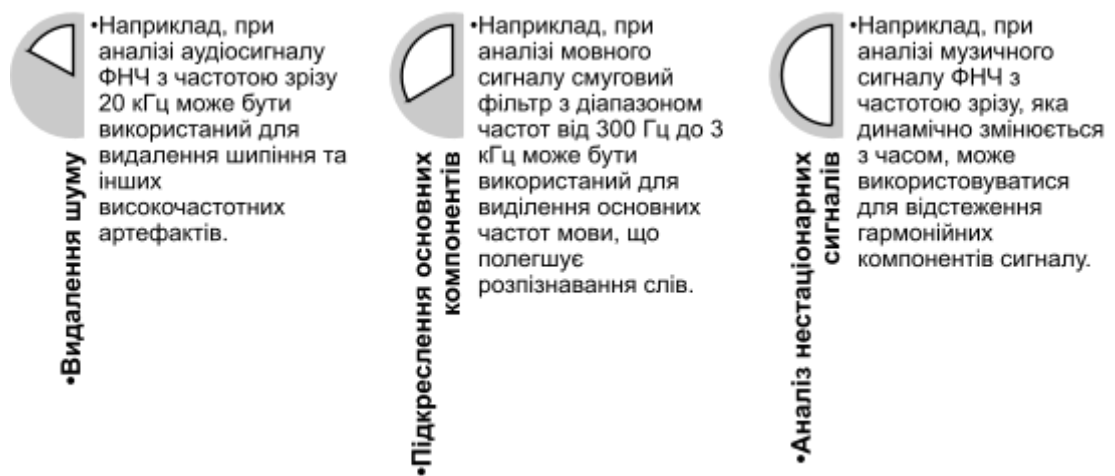 •Видалення шуму
•Наприклад, при
аналізі аудіосигналу
ФНЧ з частотою зрізу
20 кГц може бути
використаний для
видалення шипіння та
інших
високочастотних
артефактів.
•Підкреслення основних
компонентів
•Наприклад, при
аналізі мовного
сигналу смуговий
фільтр з діапазоном
частот від 300 Гц до 3
кГц може бути
використаний для
виділення основних
частот мови, що
полегшує
розпізнавання слів.
•Аналіз нестаціонарних
сигналів
•Наприклад, при
аналізі музичного
сигналу ФНЧ з
частотою зрізу, яка
динамічно змінюється
з часом, може
використовуватися
для відстеження
гармонійних
компонентів сигналу.